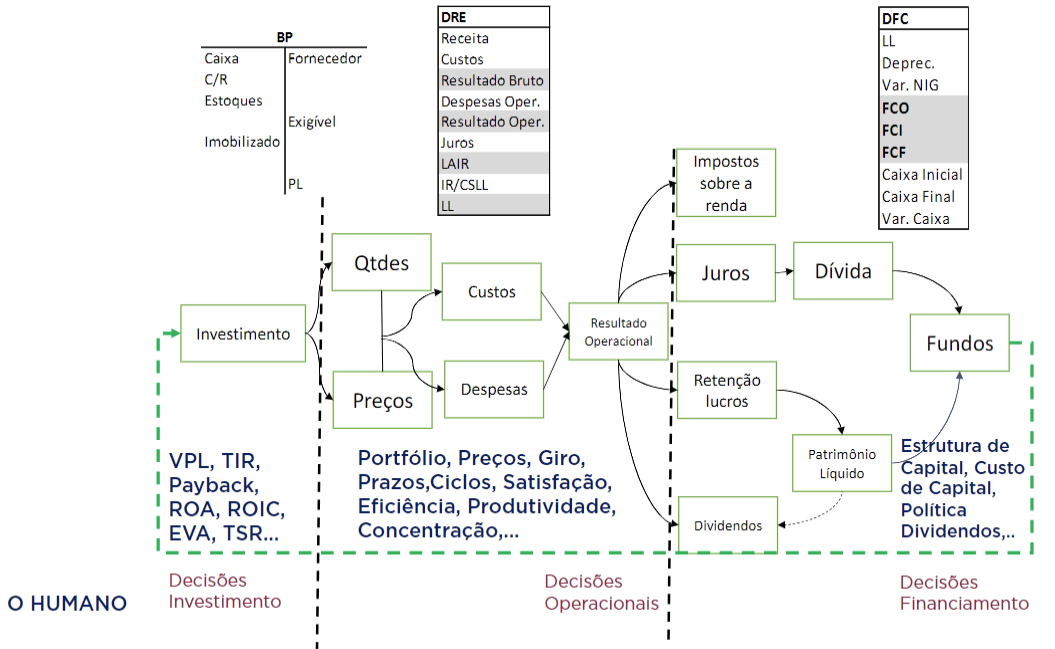 BP
Caixa
Fornecedor
C/R
Estoques
Exigível
Imobilizado
PL
DRE
Receita
Custos
Resultado Bruto
Despesas Oper.
Resultado Oper.
Juros
LAIR
IR/CSLL
LL
DFC
LL
Deprec.
Var. NIG
FCO
FCI
FCF
Caixa Inicial
Caixa Final
Var. Caixa
Investimento
Qtdes
Preços
Custos
Despesas
Resultado
Operacional
Impostos
sobre a
renda
Juros
Dívida
Fundos
Retenção
lucros
Patrimônio
Líquido
Dividendos
VPL, TIR,
Payback,
ROA, ROIC,
EVA, TSR...
Portfólio, Preços, Giro,
Prazos,Ciclos, Satisfação,
Eficiência, Produtividade,
Concentração,...
Estrutura de
Capital, Custo
de Capital,
Política
Dividendos,..
O HUMANO
Decisões
Investimento
Decisões
Operacionais
Decisões
Financiamento